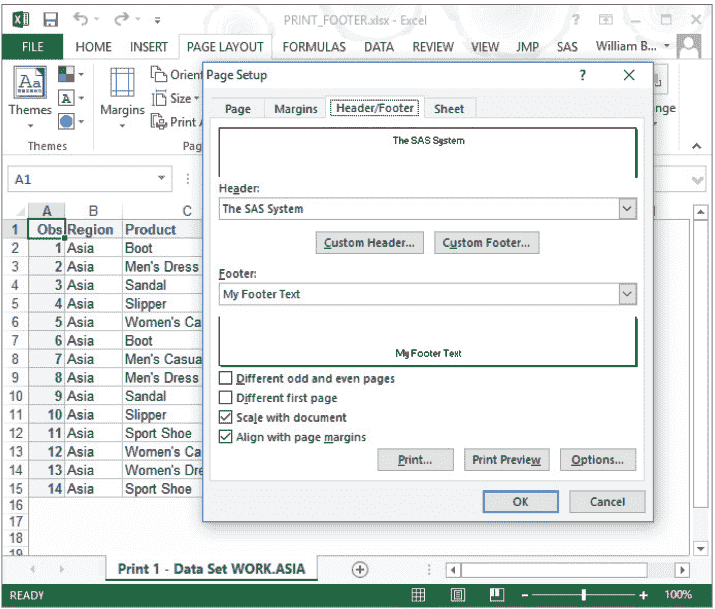 PRINT_FOOTER.xlsx - Excel
FILE HOME INSERT PAGE LAYOUT FORMULAS DATA REVIEW VIEW JMP SAS William B...
Themes
Margins
Orient
Size
Print A
Themes
Pag
nge
Page Setup ?
Page Margins Header/Footer Sheet
The SAS System
Header:
The SAS System
Custom Header... Custom Footer...
Footer:
My Footer Text
My Footer Text
Different odd and even pages
Different first page
Scale with document
Align with page margins
Print... Print Preview Options...
OK Cancel
A1
A B C
1 Obs Region Product
2 1 Asia Boot
3 2 Asia Men's Dress
4 3 Asia Sandal
5 4 Asia Slipper
6 5 Asia Women's Ca
7 6 Asia Boot
8 7 Asia Men's Casua
9 8 Asia Men's Dress
10 9 Asia Sandal
11 10 Asia Slipper
12 11 Asia Sport Shoe
13 12 Asia Women's Ca
14 13 Asia Women's Dre
15 14 Asia Sport Shoe
16
17
18
19
Print 1 - Data Set WORK.ASIA
READY 100%